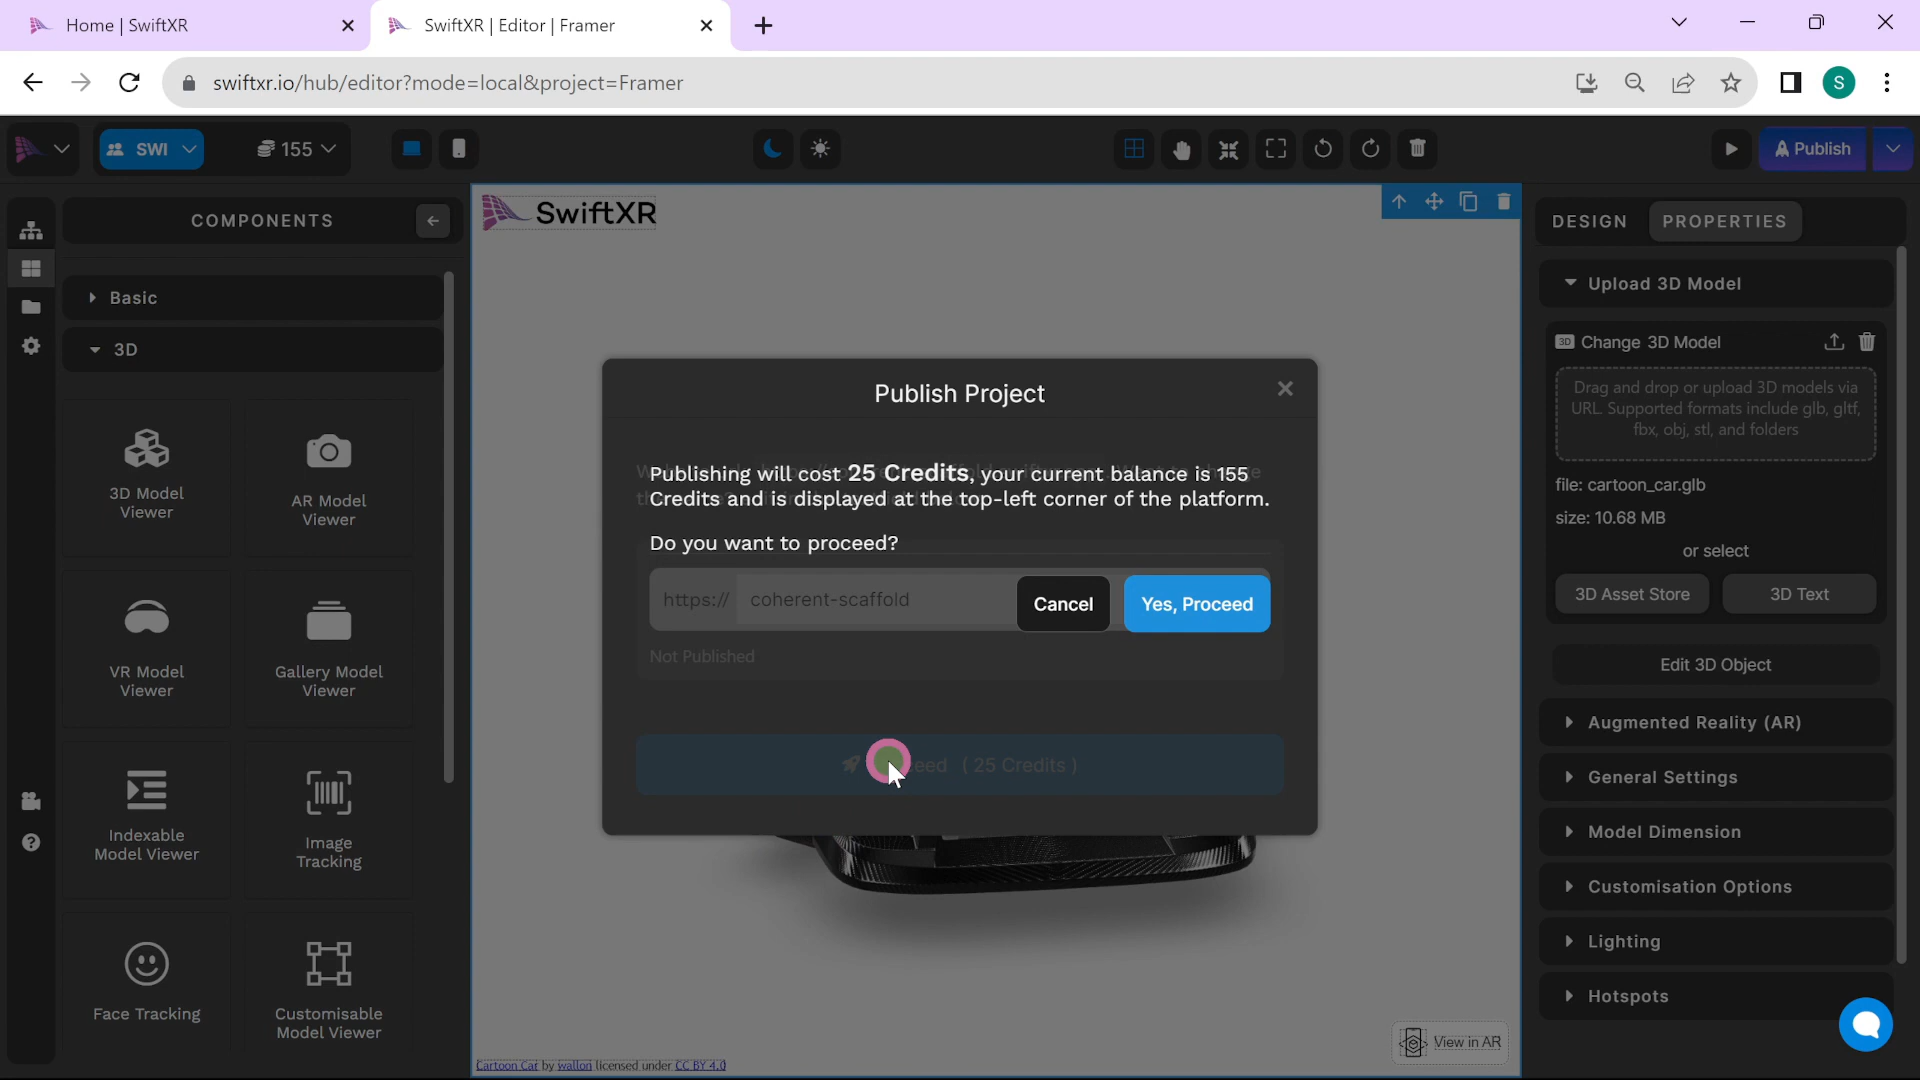 Home | SwiftXR
SwiftXR | Editor | Framer
swiftxr.io/hub/editor?mode=local&project=Framer
S
SWI
155
Publish
COMPONENTS
Basic
3D
3D Model
Viewer
AR Model
Viewer
VR Model
Viewer
Gallery Model
Viewer
Indexable
Model Viewer
Image
Tracking
Face Tracking
Customisable
Model Viewer
SwiftXR
Publish Project
Publishing will cost 25 Credits, your current balance is 155
Credits and is displayed at the top-left corner of the platform.
Do you want to proceed?
https:// coherent-scaffold
Cancel
Yes, Proceed
Not Published
( 25 Credits )
View in AR
Cartoon Car by wallon licensed under CC BY 4.0
DESIGN
PROPERTIES
Upload 3D Model
3D Change 3D Model
Drag and drop or upload 3D models via
URL. Supported formats include glb, gltf,
fbx, obj, stl, and folders
file: cartoon_car.glb
size: 10.68 MB
or select
3D Asset Store
3D Text
Edit 3D Object
Augmented Reality (AR)
General Settings
Model Dimension
Customisation Options
Lighting
Hotspots